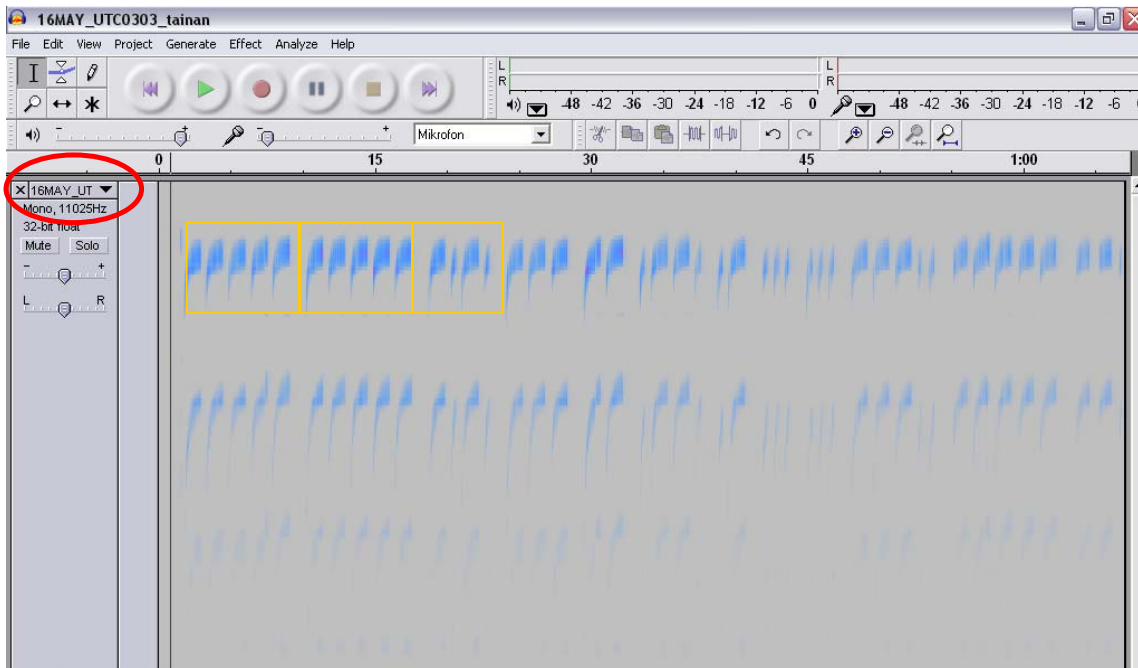 16MAY_UTC0303_tainan
File Edit View Project Generate Effect Analyze Help
L
R
L
R
-48 -42 -36 -30 -24 -18 -12 -6 0
-48 -42 -36 -30 -24 -18 -12 -6
- +
- +
Mikrofon
0 15 30 45 1:00
X 16MAY_UT
Mono, 11025Hz
32-bit float
Mute Solo
- +
L R